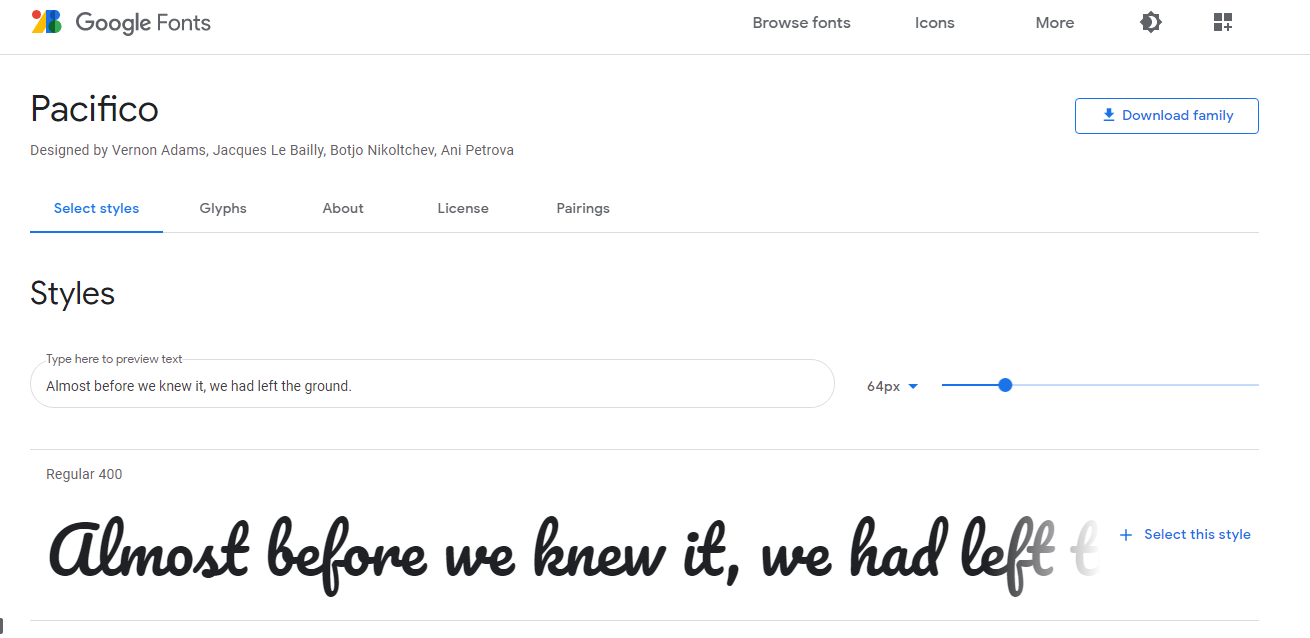 Google Fonts
Browse fonts Icons More
Pacifico
Download family
Designed by Vernon Adams, Jacques Le Bailly, Botjo Nikoltchev, Ani Petrova
Select styles Glyphs About License Pairings
Styles
Type here to preview text
Almost before we knew it, we had left the ground.
64px
Regular 400
Almost before we knew it, we had left t
Select this style